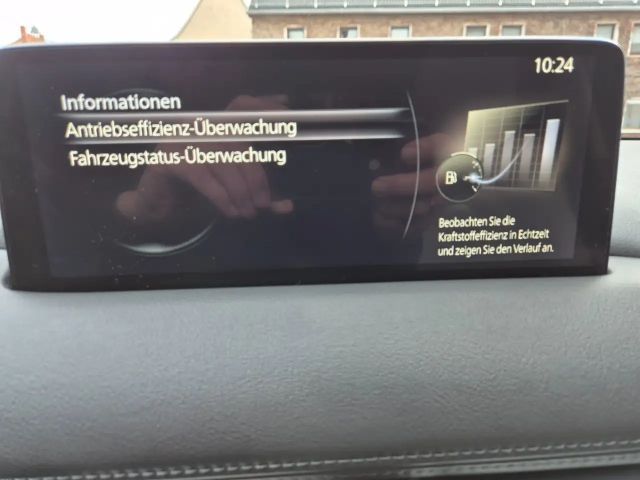 10:24
Informationen
Antriebseffizienz-Überwachung
Fahrzeugstatus-Überwachung
Beobachten Sie die
Kraftstoffeffizienz in Echtzeit
und zeigen Sie den Verlauf an.